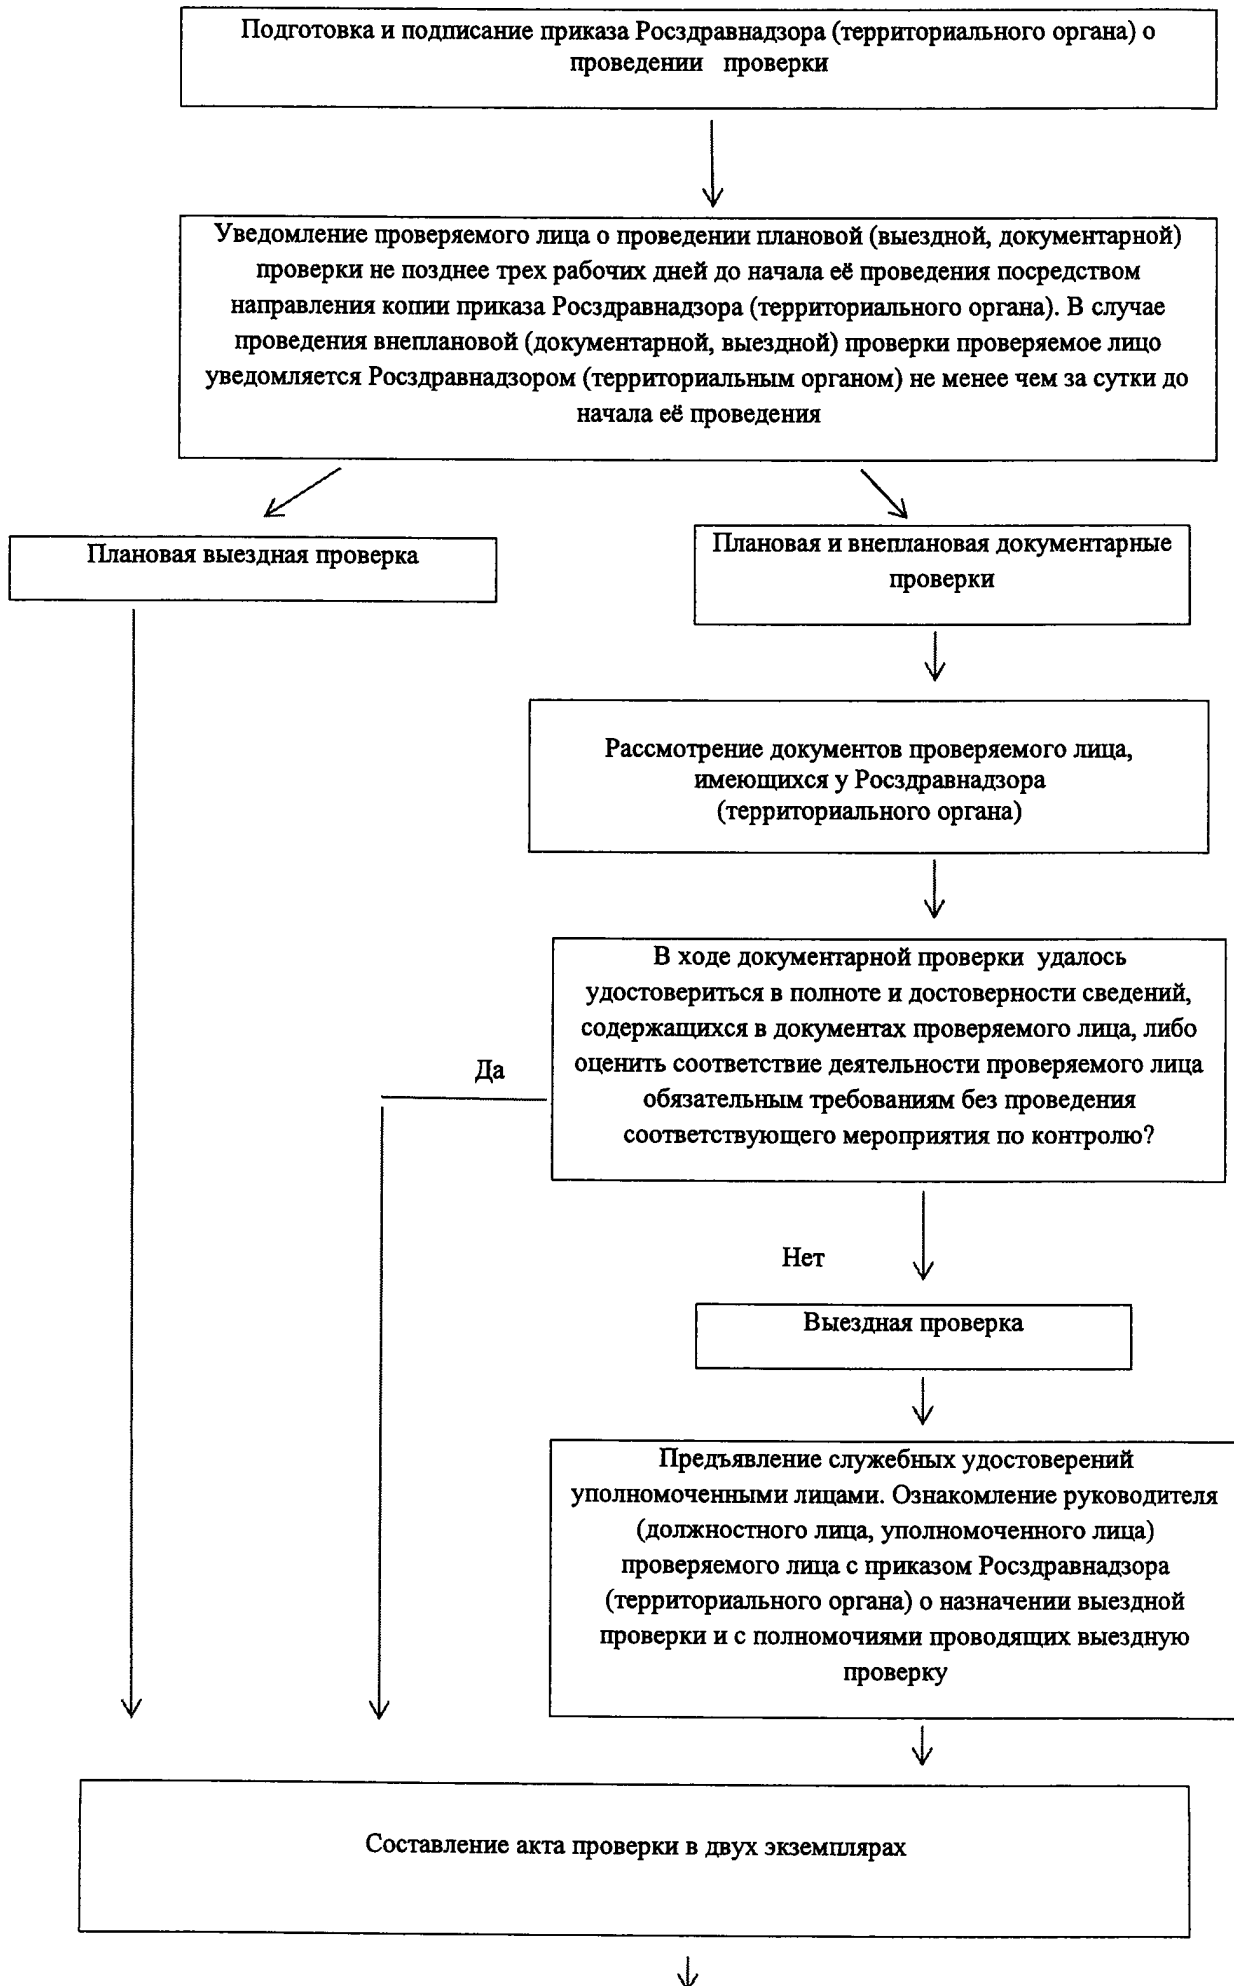 Подготовка и подписание приказа Росздравнадзора (территориального органа) о
проведении проверки
Уведомление проверяемого лица о проведении плановой (выездной, документарной)
проверки не позднее трех рабочих дней до начала её проведения посредством
направления копии приказа Росздравнадзора (территориального органа). В случае
проведения внеплановой (документарной, выездной) проверки проверяемое лицо
уведомляется Росздравнадзором (территориальным органом) не менее чем за сутки до
начала её проведения
Плановая выездная проверка
Плановая и внеплановая документарные
проверки
Рассмотрение документов проверяемого лица,
имеющихся у Росздравнадзора
(территориального органа)
В ходе документарной проверки удалось
удостовериться в полноте и достоверности сведений,
содержащихся в документах проверяемого лица, либо
оценить соответствие деятельности проверяемого лица
обязательным требованиям без проведения
соответствующего мероприятия по контролю?
Да
Нет
Выездная проверка
Предъявление служебных удостоверений
уполномоченными лицами. Ознакомление руководителя
(должностного лица, уполномоченного лица)
проверяемого лица с приказом Росздравнадзора
(территориального органа) о назначении выездной
проверки и с полномочиями проводящих выездную
проверку
Составление акта проверки в двух экземплярах